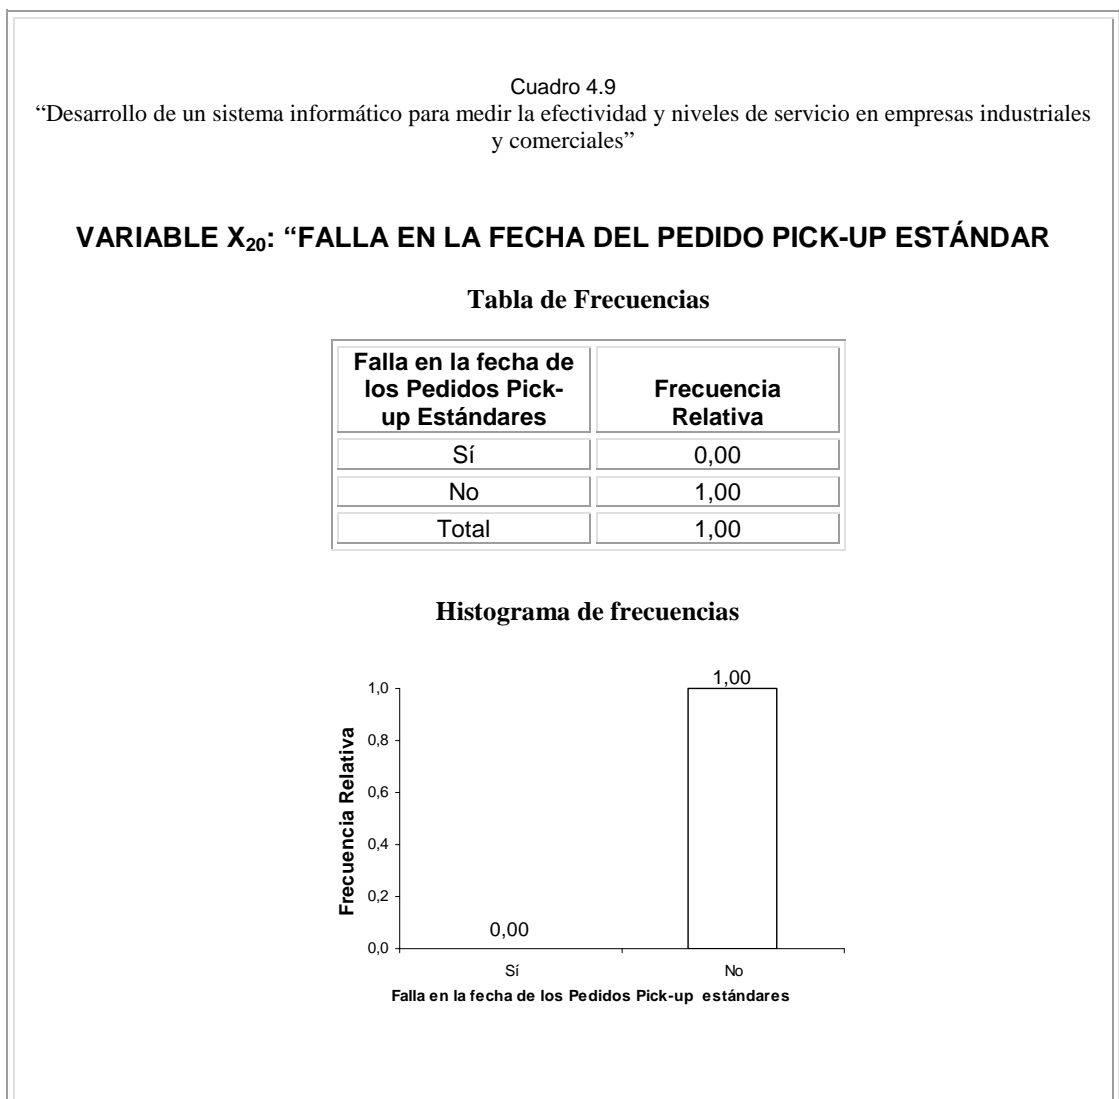 Cuadro 4.9
“Desarrollo de un sistema informático para medir la efectividad y niveles de servicio en empresas industriales
y comerciales”
VARIABLE X20: “FALLA EN LA FECHA DEL PEDIDO PICK-UP ESTÁNDAR
Tabla de Frecuencias
Falla en la fecha de
los Pedidos Pick-
up Estándares
Frecuencia
Relativa
Sí 0,00
No 1,00
Total 1,00
Histograma de frecuencias
Frecuencia Relativa
1,0
0,8
0,6
0,4
0,2
0,0
0,00
1,00
Sí No
Falla en la fecha de los Pedidos Pick-up estándares